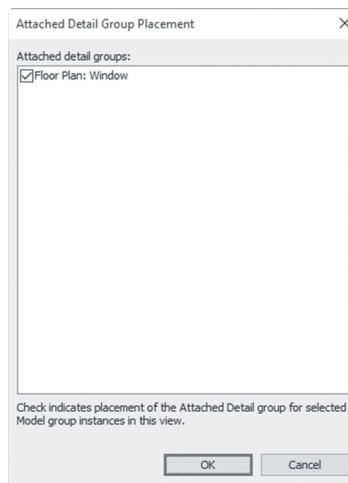 Attached Detail Group Placement
Attached detail groups:
Floor Plan: Window
Check indicates placement of the Attached Detail group for selected
Model group instances in this view.
OK
Cancel